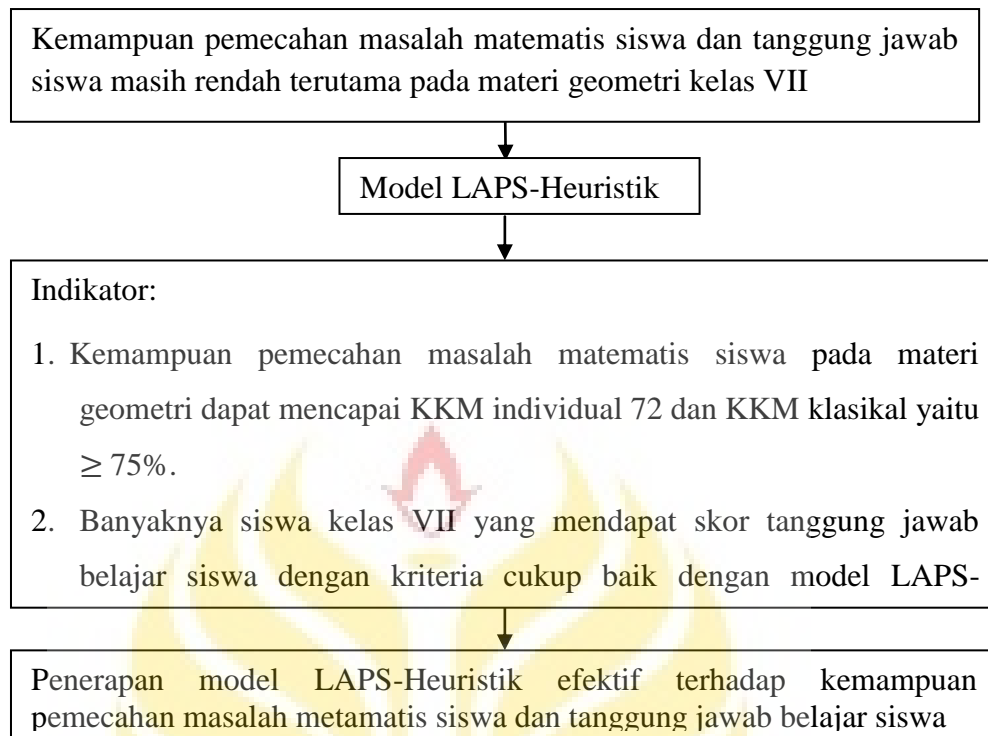 Kemampuan pemecahan masalah matematis siswa dan tanggung jawab
siswa masih rendah terutama pada materi geometri kelas VII
Model LAPS-Heuristik
Indikator:
1. Kemampuan pemecahan masalah matematis siswa pada materi
geometri dapat mencapai KKM individual 72 dan KKM klasikal yaitu
≥ 75%.
2. Banyaknya siswa kelas VII yang mendapat skor tanggung jawab
belajar siswa dengan kriteria cukup baik dengan model LAPS-
Penerapan model LAPS-Heuristik efektif terhadap kemampuan
pemecahan masalah metamatis siswa dan tanggung jawab belajar siswa